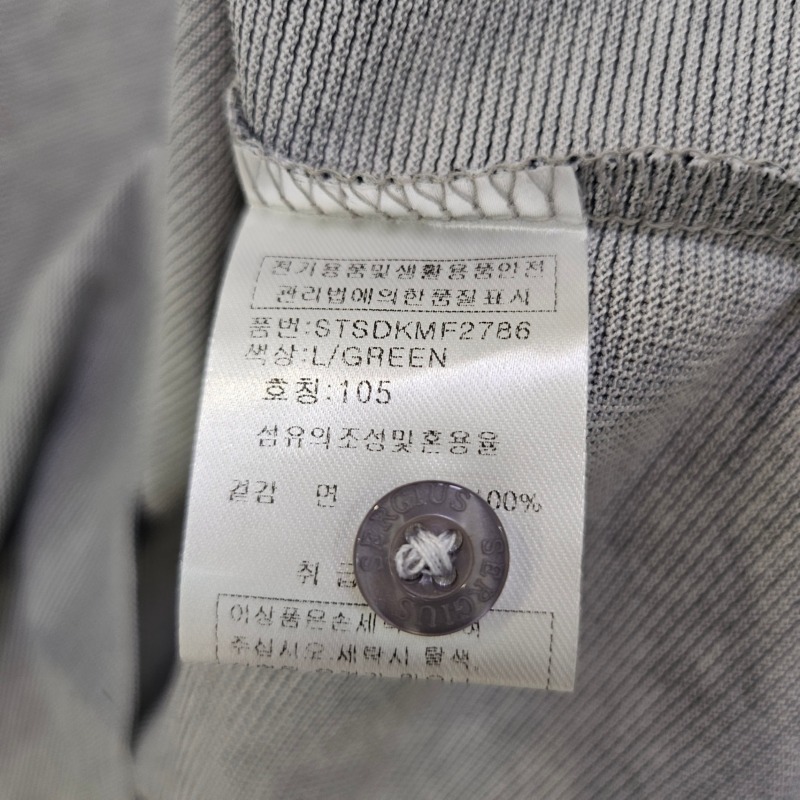 전기용품및생활용품안전
관리법에의한품질표시
품번:STSDKMF2786
색상:L/GREEN
호칭:105
섬유의조성및혼용율
겉감 면 100%
SERGIUS SERGIUS
취급
이상품은손세
주십시오.세탁시 탈색